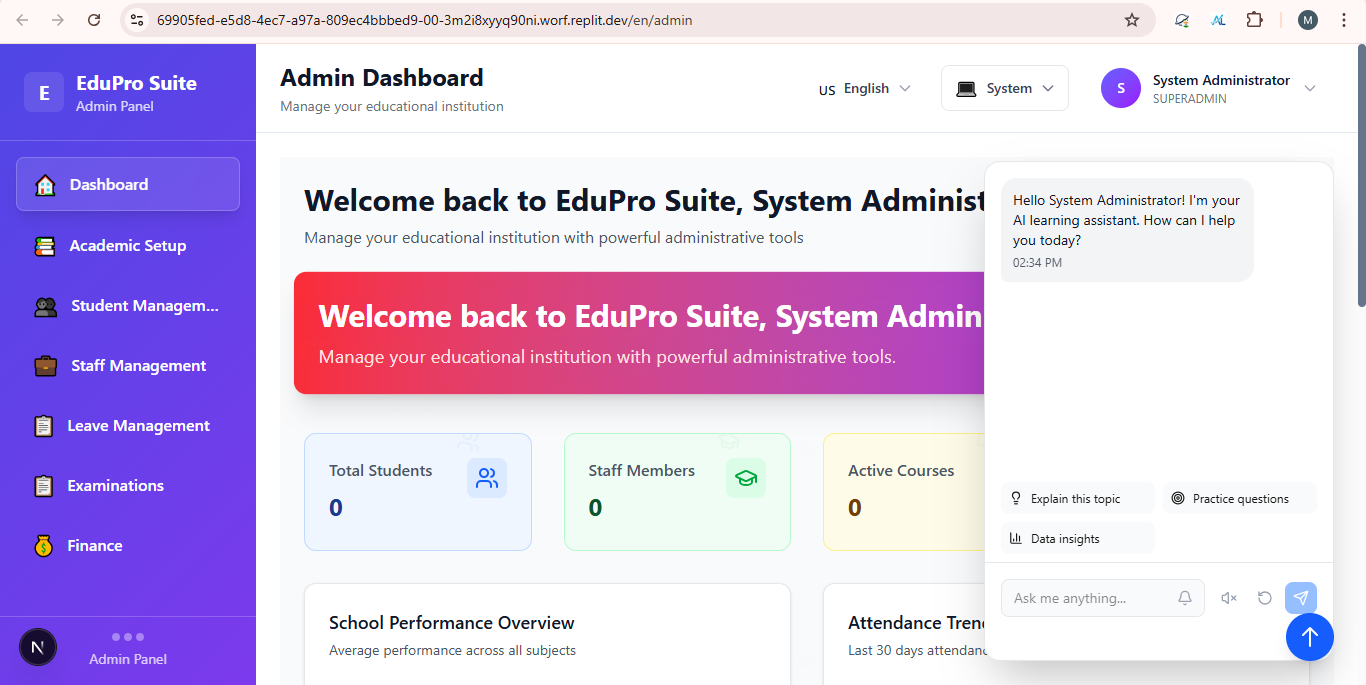 69905fed-e5d8-4ec7-a97a-809ec4bbbed9-00-3m2i8xyyq90ni.worf.replit.dev/en/admin
M
E
EduPro Suite
Admin Panel
Admin Dashboard
Manage your educational institution
US English
System
S
System Administrator
SUPERADMIN
Dashboard
Academic Setup
Student Managem...
Staff Management
Leave Management
Examinations
Finance
N
Admin Panel
Welcome back to EduPro Suite, System Administ
Manage your educational institution with powerful administrative tools
Welcome back to EduPro Suite, System Admin
Manage your educational institution with powerful administrative tools.
Total Students
0
Staff Members
0
Active Courses
0
School Performance Overview
Average performance across all subjects
Attendance Tren
Last 30 days attendanc
Hello System Administrator! I'm your
AI learning assistant. How can I help
you today?
02:34 PM
Explain this topic
Practice questions
Data insights
Ask me anything...